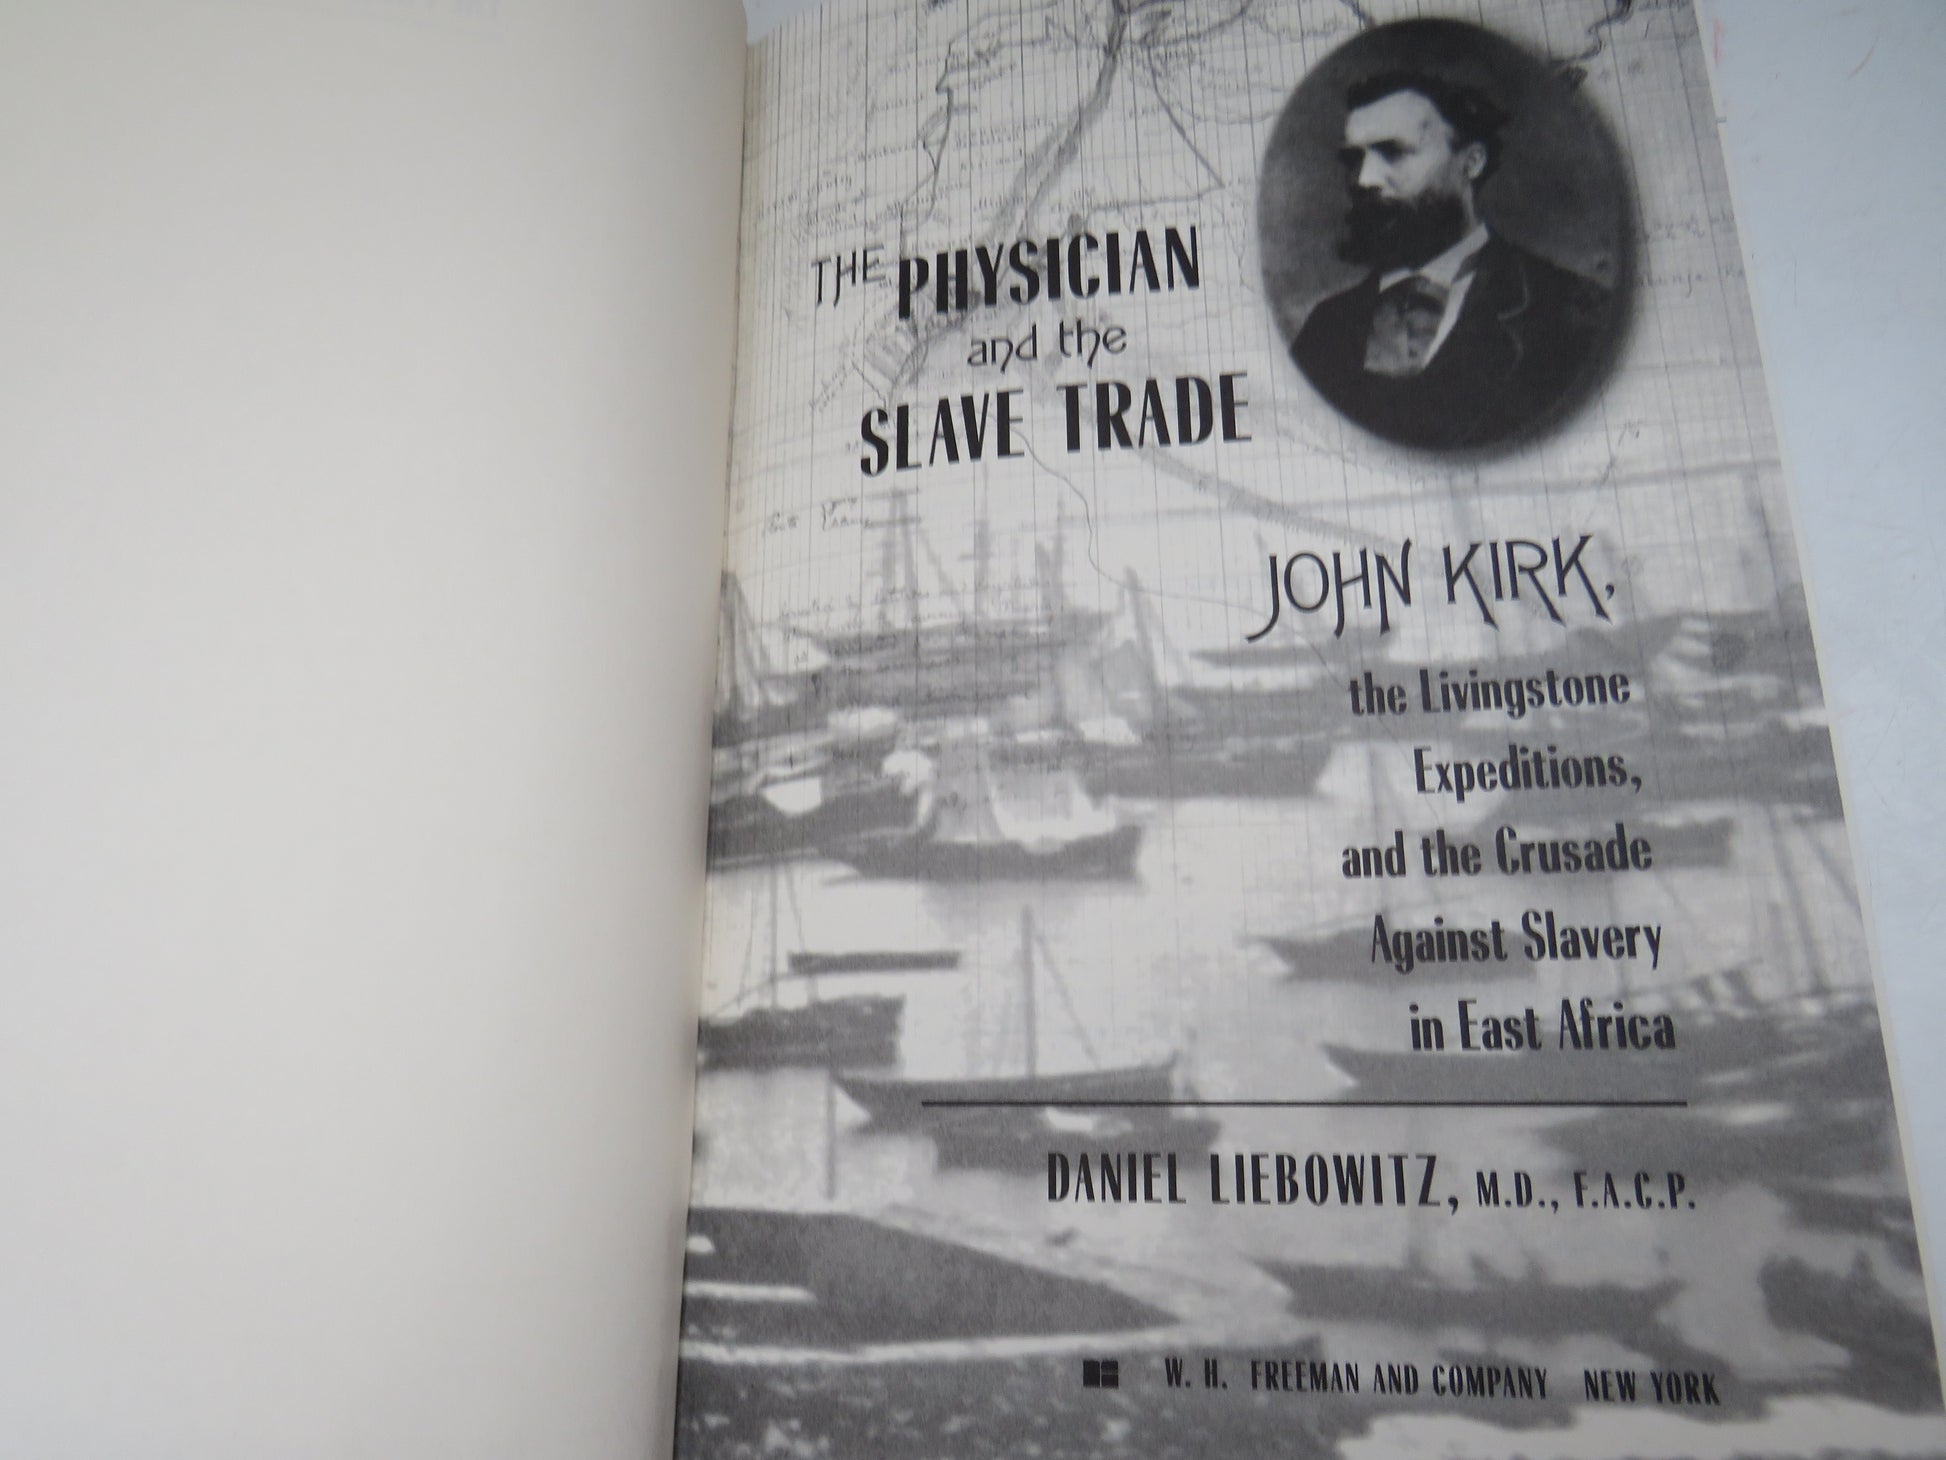 THE PHYSICIAN
and the
SLAVE TRADE
JOHN KIRK,
the Livingstone
Expeditions,
and the Crusade
Against Slavery
in East Africa
DANIEL LIEBOWITZ, M.D., F.A.C.P.
W. H. FREEMAN AND COMPANY NEW YORK